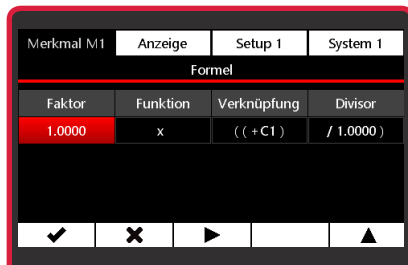 Merkmal M1 Anzeige Setup 1 System 1
Formel
Faktor Funktion Verknüpfung Divisor
1.0000 x ( ( +C1 ) / 1.0000 )